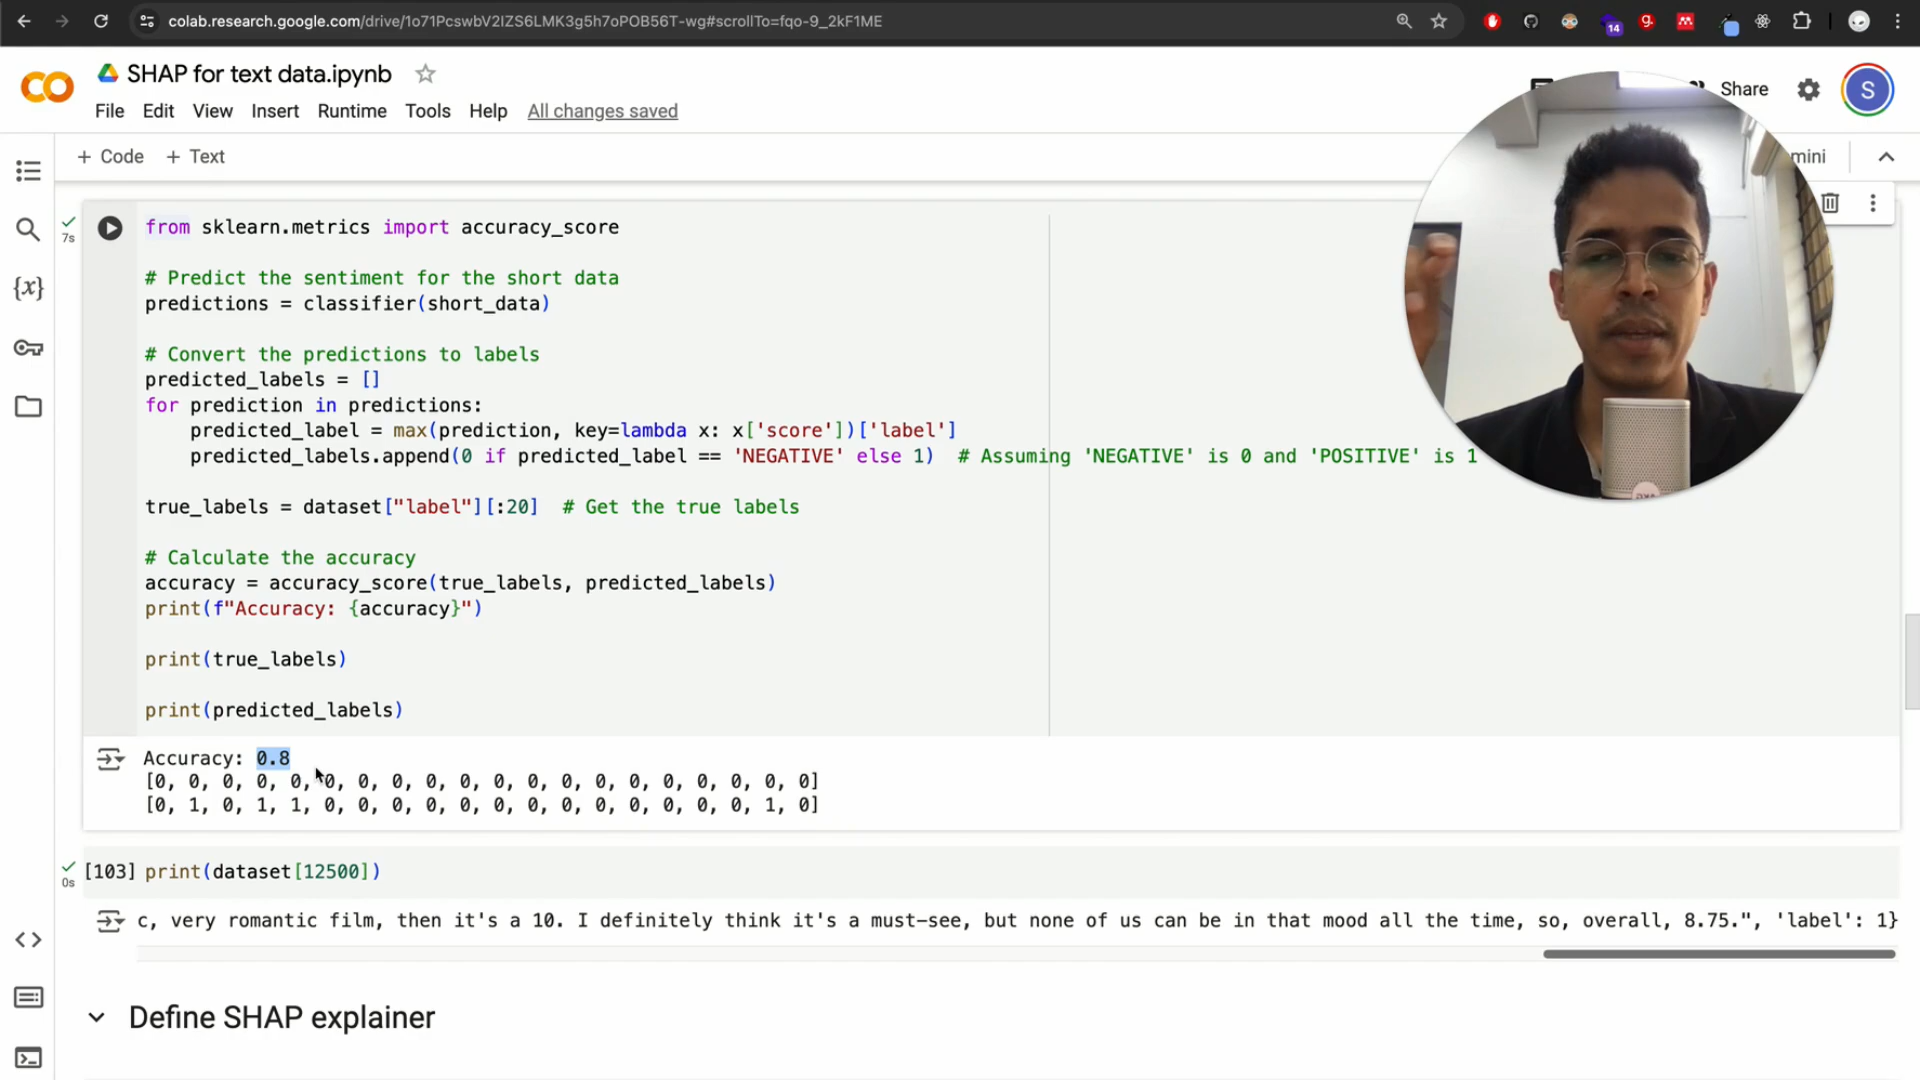 colab.research.google.com/drive/1o71PcswbV2IZS6LMK3g5h7oPOB56T-wg#scrollTo=fqo-9_2kF1ME
14
SHAP for text data.ipynb
File Edit View Insert Runtime Tools Help All changes saved
Share
S
+ Code + Text
mini
7s
from sklearn.metrics import accuracy_score
# Predict the sentiment for the short data
predictions = classifier(short_data)
# Convert the predictions to labels
predicted_labels = []
for prediction in predictions:
predicted_label = max(prediction, key=lambda x: x['score'])['label']
predicted_labels.append(0 if predicted_label == 'NEGATIVE' else 1) # Assuming 'NEGATIVE' is 0 and 'POSITIVE' is 1
true_labels = dataset["label"][:20] # Get the true labels
# Calculate the accuracy
accuracy = accuracy_score(true_labels, predicted_labels)
print(f"Accuracy: {accuracy}")
print(true_labels)
print(predicted_labels)
Accuracy: 0.8
[0, 0, 0, 0, 0, 0, 0, 0, 0, 0, 0, 0, 0, 0, 0, 0, 0, 0, 0, 0]
[0, 1, 0, 1, 1, 0, 0, 0, 0, 0, 0, 0, 0, 0, 0, 0, 0, 0, 1, 0]
0s
[103] print(dataset[12500])
c, very romantic film, then it's a 10. I definitely think it's a must-see, but none of us can be in that mood all the time, so, overall, 8.75.", 'label': 1}
Define SHAP explainer